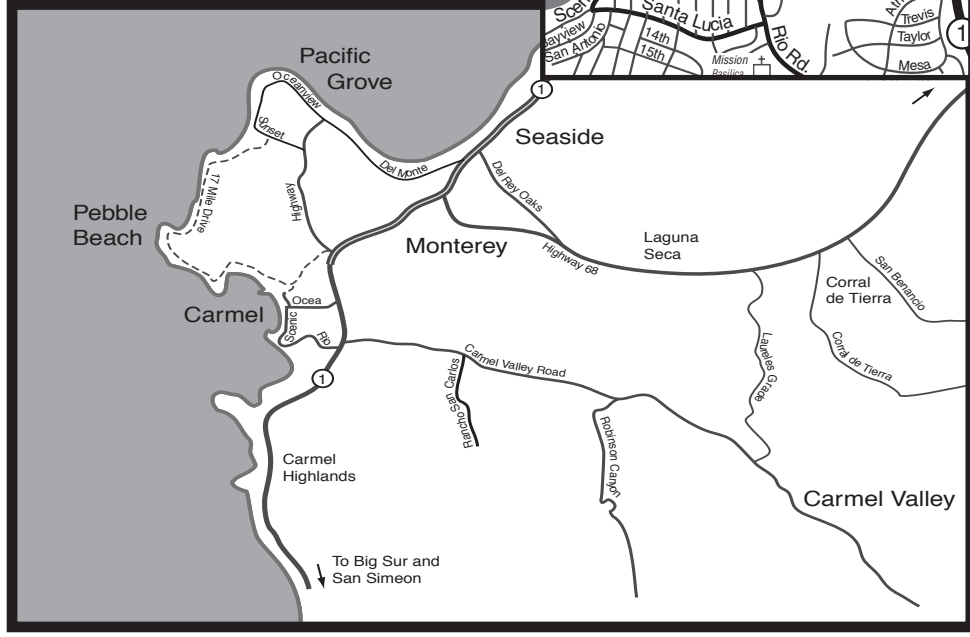 Santa Lucia
Bayview
San Antonio
14th
15th
Mission
Basilica
Rio Rd.
Trevis
Taylor
Mesa
1
Pacific
Grove
Oceanview
Sunset
Del Monte
1
Seaside
Del Rey Oaks
17 Mile Drive
Highway
Pebble
Beach
Monterey
Highway 68
Laguna
Seca
San Benancio
Corral
de Tierra
Carmel
Ocea
Scenic
Rio
Corral de Tierra
Laureles Grade
Carmel Valley Road
1
Rancho San Carlos
Robinson Canyon
Carmel
Highlands
Carmel Valley
To Big Sur and
San Simeon